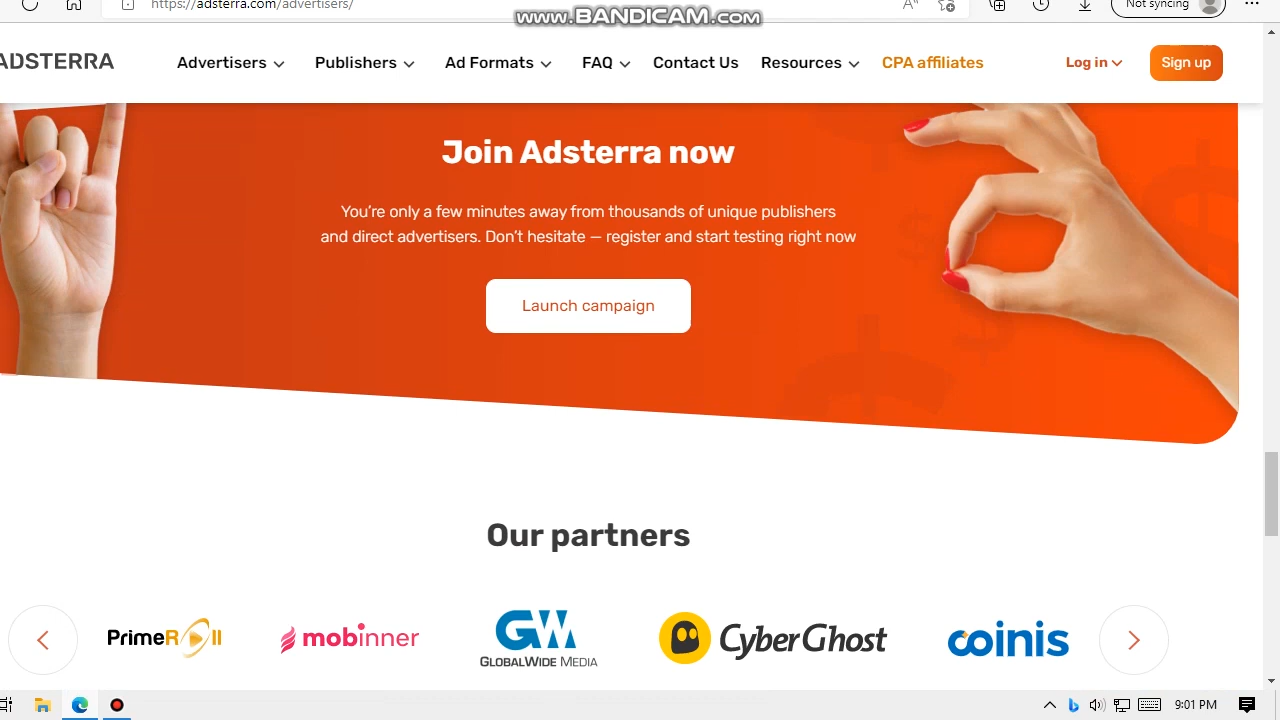 https://adsterra.com/advertisers/
Not syncing
www.BANDICAM.com
ADSTERRA
Advertisers
Publishers
Ad Formats
FAQ
Contact Us
Resources
CPA affiliates
Log in
Sign up
Join Adsterra now
You're only a few minutes away from thousands of unique publishers
and direct advertisers. Don't hesitate — register and start testing right now
Launch campaign
Our partners
PrimeRoll
mobinner
GW
GLOBALWIDE MEDIA
CyberGhost
coinis
9:01 PM